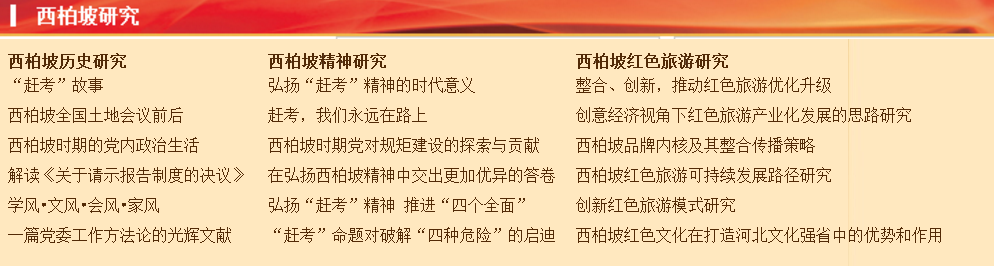 西柏坡研究
西柏坡历史研究
“赶考”故事
西柏坡全国土地会议前后
西柏坡时期的党内政治生活
解读《关于请示报告制度的决议》
学风•文风•会风•家风
一篇党委工作方法论的光辉文献
西柏坡精神研究
弘扬“赶考”精神的时代意义
赶考，我们永远在路上
西柏坡时期党对规矩建设的探索与贡献
在弘扬西柏坡精神中交出更加优异的答卷
弘扬“赶考”精神 推进“四个全面”
“赶考”命题对破解“四种危险”的启迪
西柏坡红色旅游研究
整合、创新，推动红色旅游优化升级
创意经济视角下红色旅游产业化发展的思路研究
西柏坡品牌内核及其整合传播策略
西柏坡红色旅游可持续发展路径研究
创新红色旅游模式研究
西柏坡红色文化在打造河北文化强省中的优势和作用